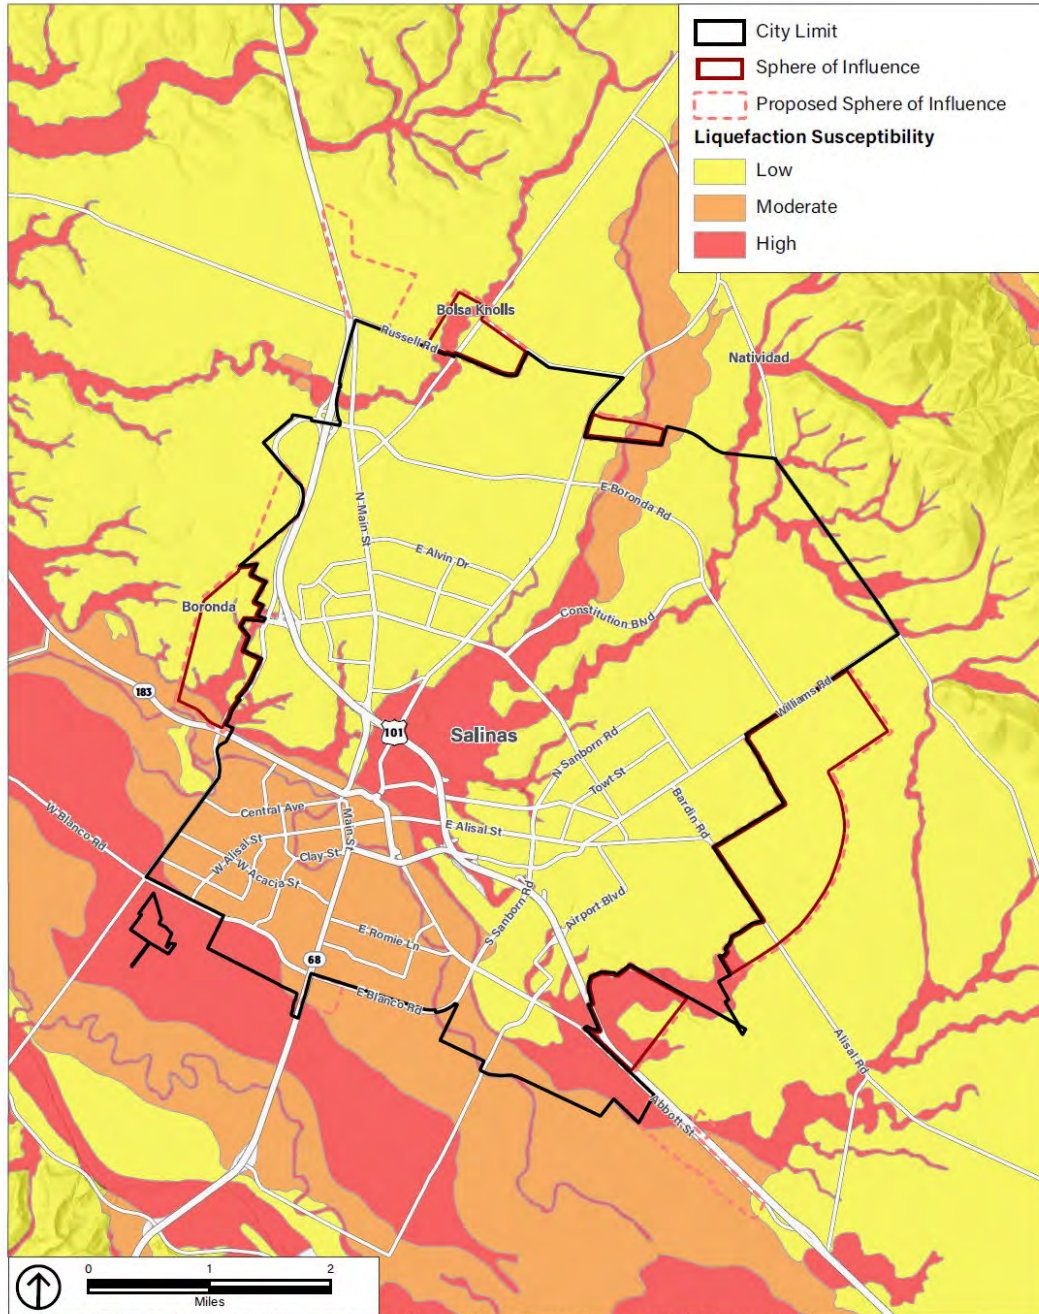 City Limit
Sphere of Influence
Proposed Sphere of Influence
Liquefaction Susceptibility
Low
Moderate
High
Bolsa Knolls
Russell Rd
Natividad
E Boronda Rd
N Main St
E Alvin Dr
Boronda
Constitution Blvd
183
Williams Rd
101
Salinas
N Sanborn Rd
Towt St
Bardin Rd
W Blanco Rd
Central Ave
Main St
E Alisal St
W Alisal St
Clay St
W Acacia St
S Sanborn Rd
Airport Blvd
E Romie Ln
68
E Blanco Rd
Alisal Rd
Abbott St
0 1 2
Miles